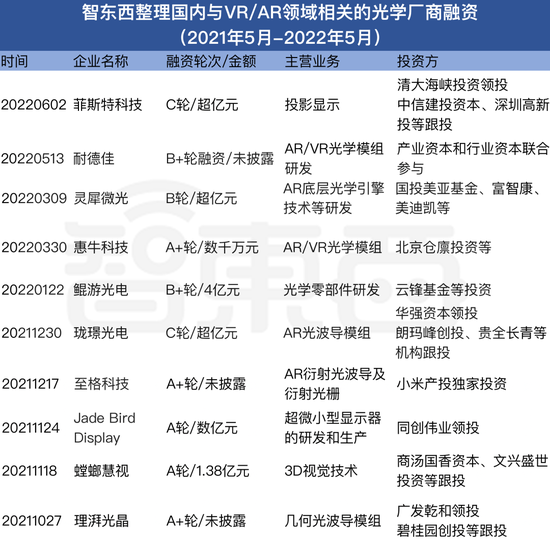 智东西整理国内与VR/AR领域相关的光学厂商融资
（2021年5月-2022年5月）
时间 企业名称 融资轮次/金额 主营业务 投资方
20220602 菲斯特科技 C轮/超亿元 投影显示 清大海峡投资领投
中信建投资本、深圳高新
投等跟投
20220513 耐德佳 B+轮融资/未披露 AR/VR光学模组
研发 产业资本和行业资本联合
参与
20220309 灵犀微光 B轮/超亿元 AR底层光学引擎
技术等研发 国投美亚基金、富智康、
美迪凯等
20220330 惠牛科技 A+轮/数千万元 AR/VR光学模组 北京仓廪投资等
20220122 鲲游光电 B+轮/4亿元 光学零部件研发 云锋基金等投资
20211230 珑璟光电 C轮/超亿元 AR光波导模组 华强资本领投
朗玛峰创投、贵全长青等
机构跟投
20211217 至格科技 A+轮/未披露 AR衍射光波导及
衍射光栅 小米产投独家投资
20211124 Jade Bird
Display A轮/数亿元 超微小型显示器
的研发和生产 同创伟业领投
20211118 螳螂慧视 A轮/1.38亿元 3D视觉技术 商汤国香资本、文兴盛世
投资等跟投
20211027 理湃光晶 A+轮/未披露 几何光波导模组 广发乾和领投
碧桂园创投等跟投
智東西